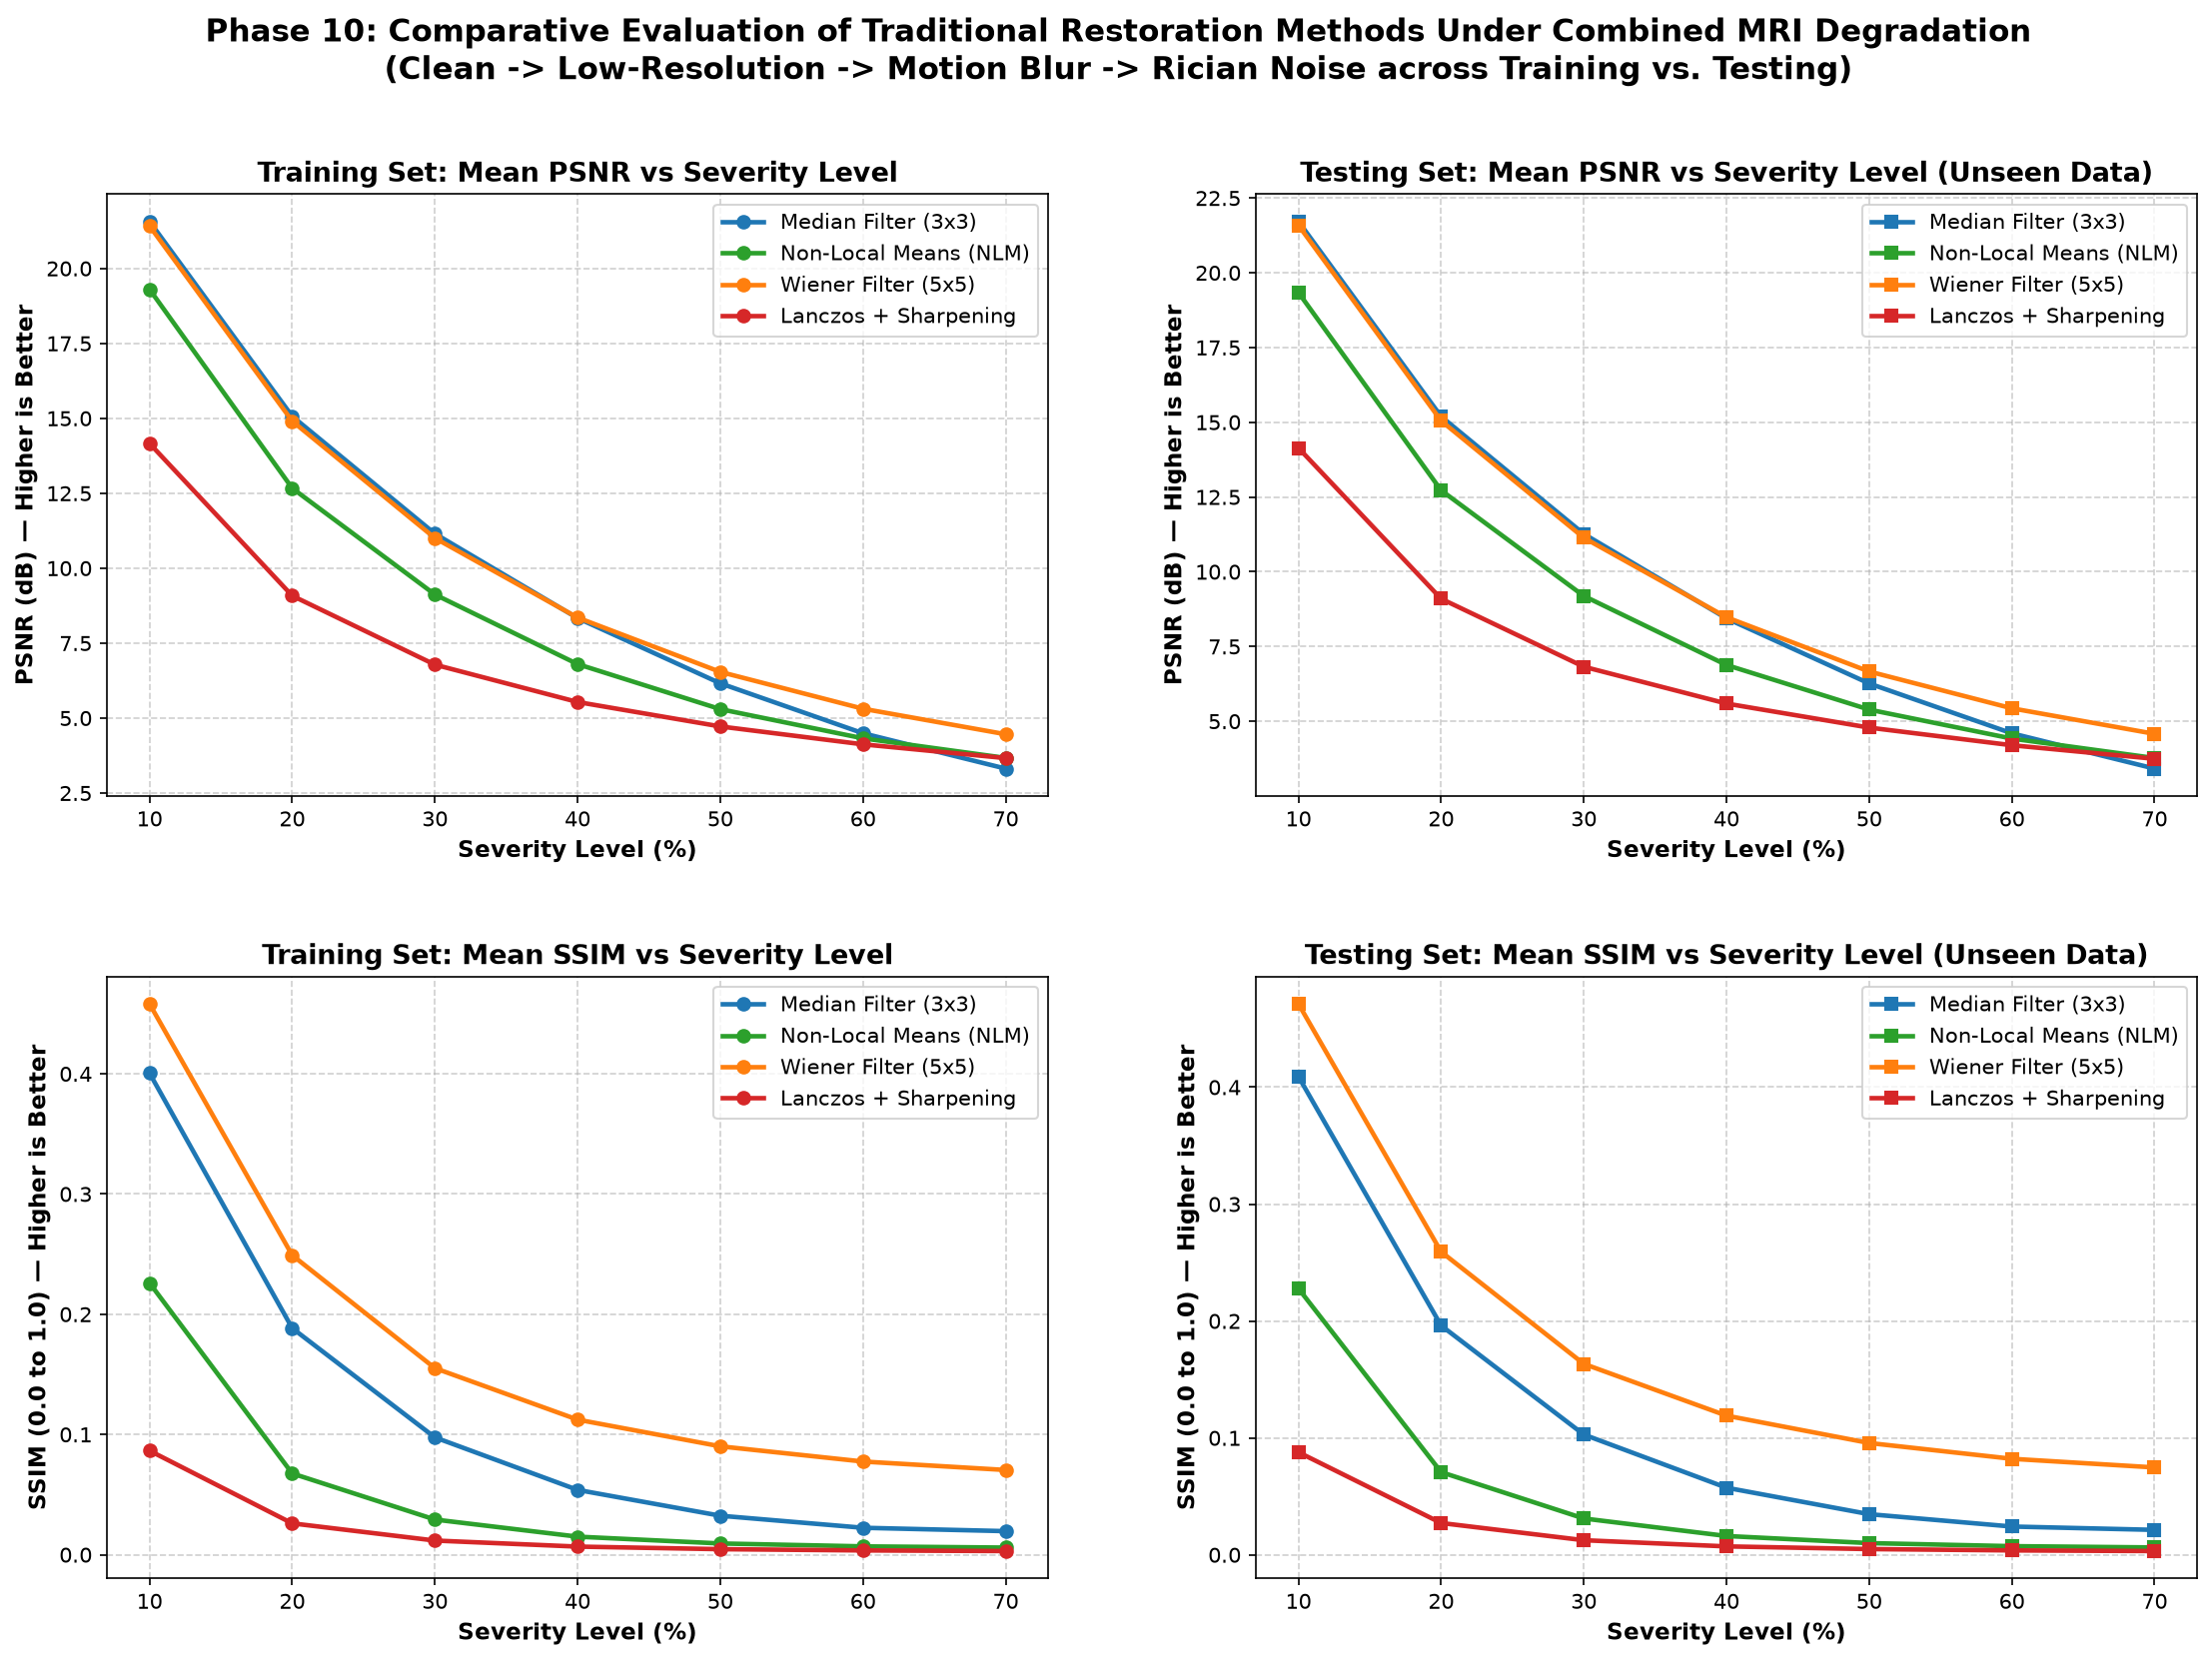 Phase 10: Comparative Evaluation of Traditional Restoration Methods Under Combined MRI Degradation
(Clean -> Low-Resolution -> Motion Blur -> Rician Noise across Training vs. Testing)
Training Set: Mean PSNR vs Severity Level
PSNR (dB) — Higher is Better
20.0
17.5
15.0
12.5
10.0
7.5
5.0
2.5
Median Filter (3x3)
Non-Local Means (NLM)
Wiener Filter (5x5)
Lanczos + Sharpening
10 20 30 40 50 60 70
Severity Level (%)
Testing Set: Mean PSNR vs Severity Level (Unseen Data)
PSNR (dB) — Higher is Better
22.5
20.0
17.5
15.0
12.5
10.0
7.5
5.0
Median Filter (3x3)
Non-Local Means (NLM)
Wiener Filter (5x5)
Lanczos + Sharpening
10 20 30 40 50 60 70
Severity Level (%)
Training Set: Mean SSIM vs Severity Level
SSIM (0.0 to 1.0) — Higher is Better
0.4
0.3
0.2
0.1
0.0
Median Filter (3x3)
Non-Local Means (NLM)
Wiener Filter (5x5)
Lanczos + Sharpening
10 20 30 40 50 60 70
Severity Level (%)
Testing Set: Mean SSIM vs Severity Level (Unseen Data)
SSIM (0.0 to 1.0) — Higher is Better
0.4
0.3
0.2
0.1
0.0
Median Filter (3x3)
Non-Local Means (NLM)
Wiener Filter (5x5)
Lanczos + Sharpening
10 20 30 40 50 60 70
Severity Level (%)